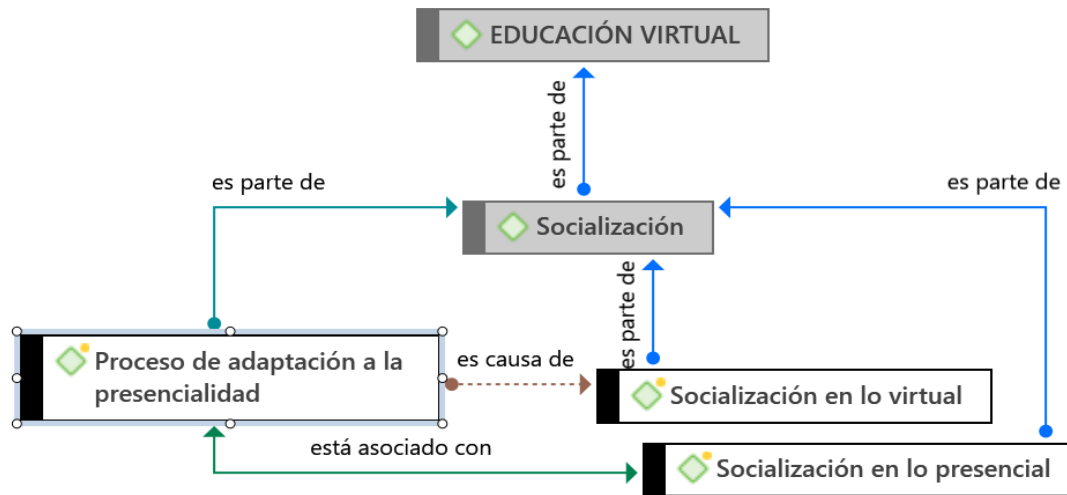 EDUCACIÓN VIRTUAL
es parte de
es parte de
es parte de
Socialización
es parte de
Proceso de adaptación a la
presencialidad
es causa de
Socialización en lo virtual
está asociado con
Socialización en lo presencial